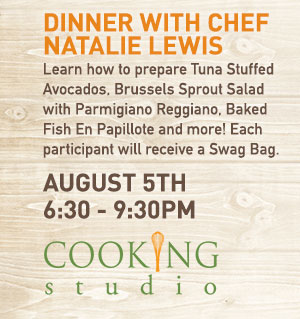 DINNER WITH CHEF
NATALIE LEWIS
Learn how to prepare Tuna Stuffed
Avocados, Brussels Sprout Salad
with Parmigiano Reggiano, Baked
Fish En Papillote and more! Each
participant will receive a Swag Bag.
AUGUST 5TH
6:30 - 9:30PM
COOKING
studio